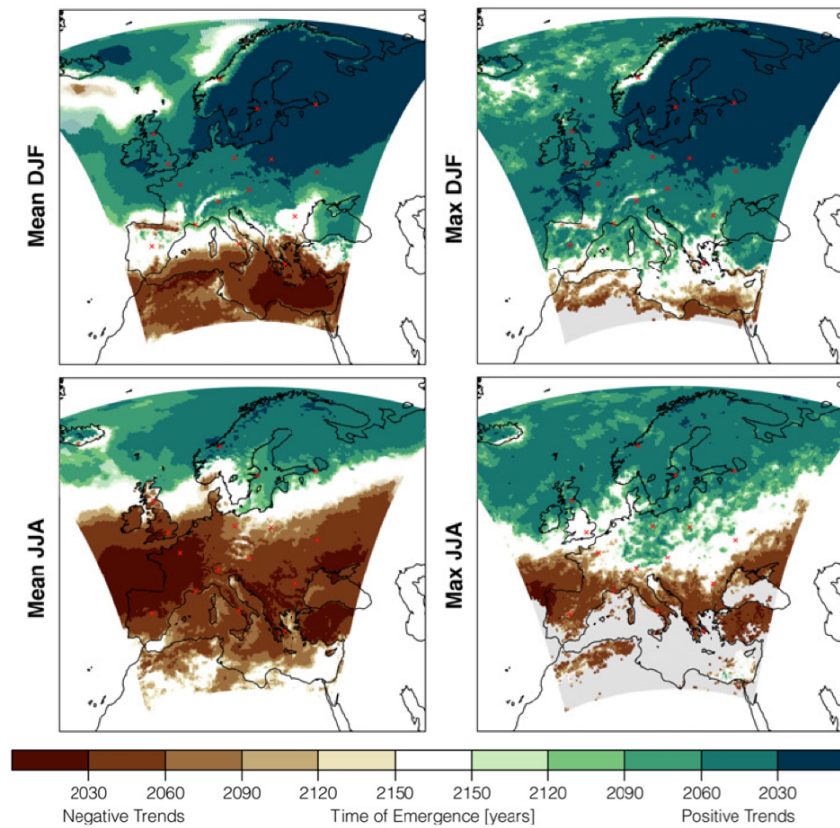 Mean DJF
Max DJF
Mean JJA
Max JJA
2030 2060 2090 2120 2150 2150 2120 2090 2060 2030
Negative Trends Time of Emergence [years] Positive Trends